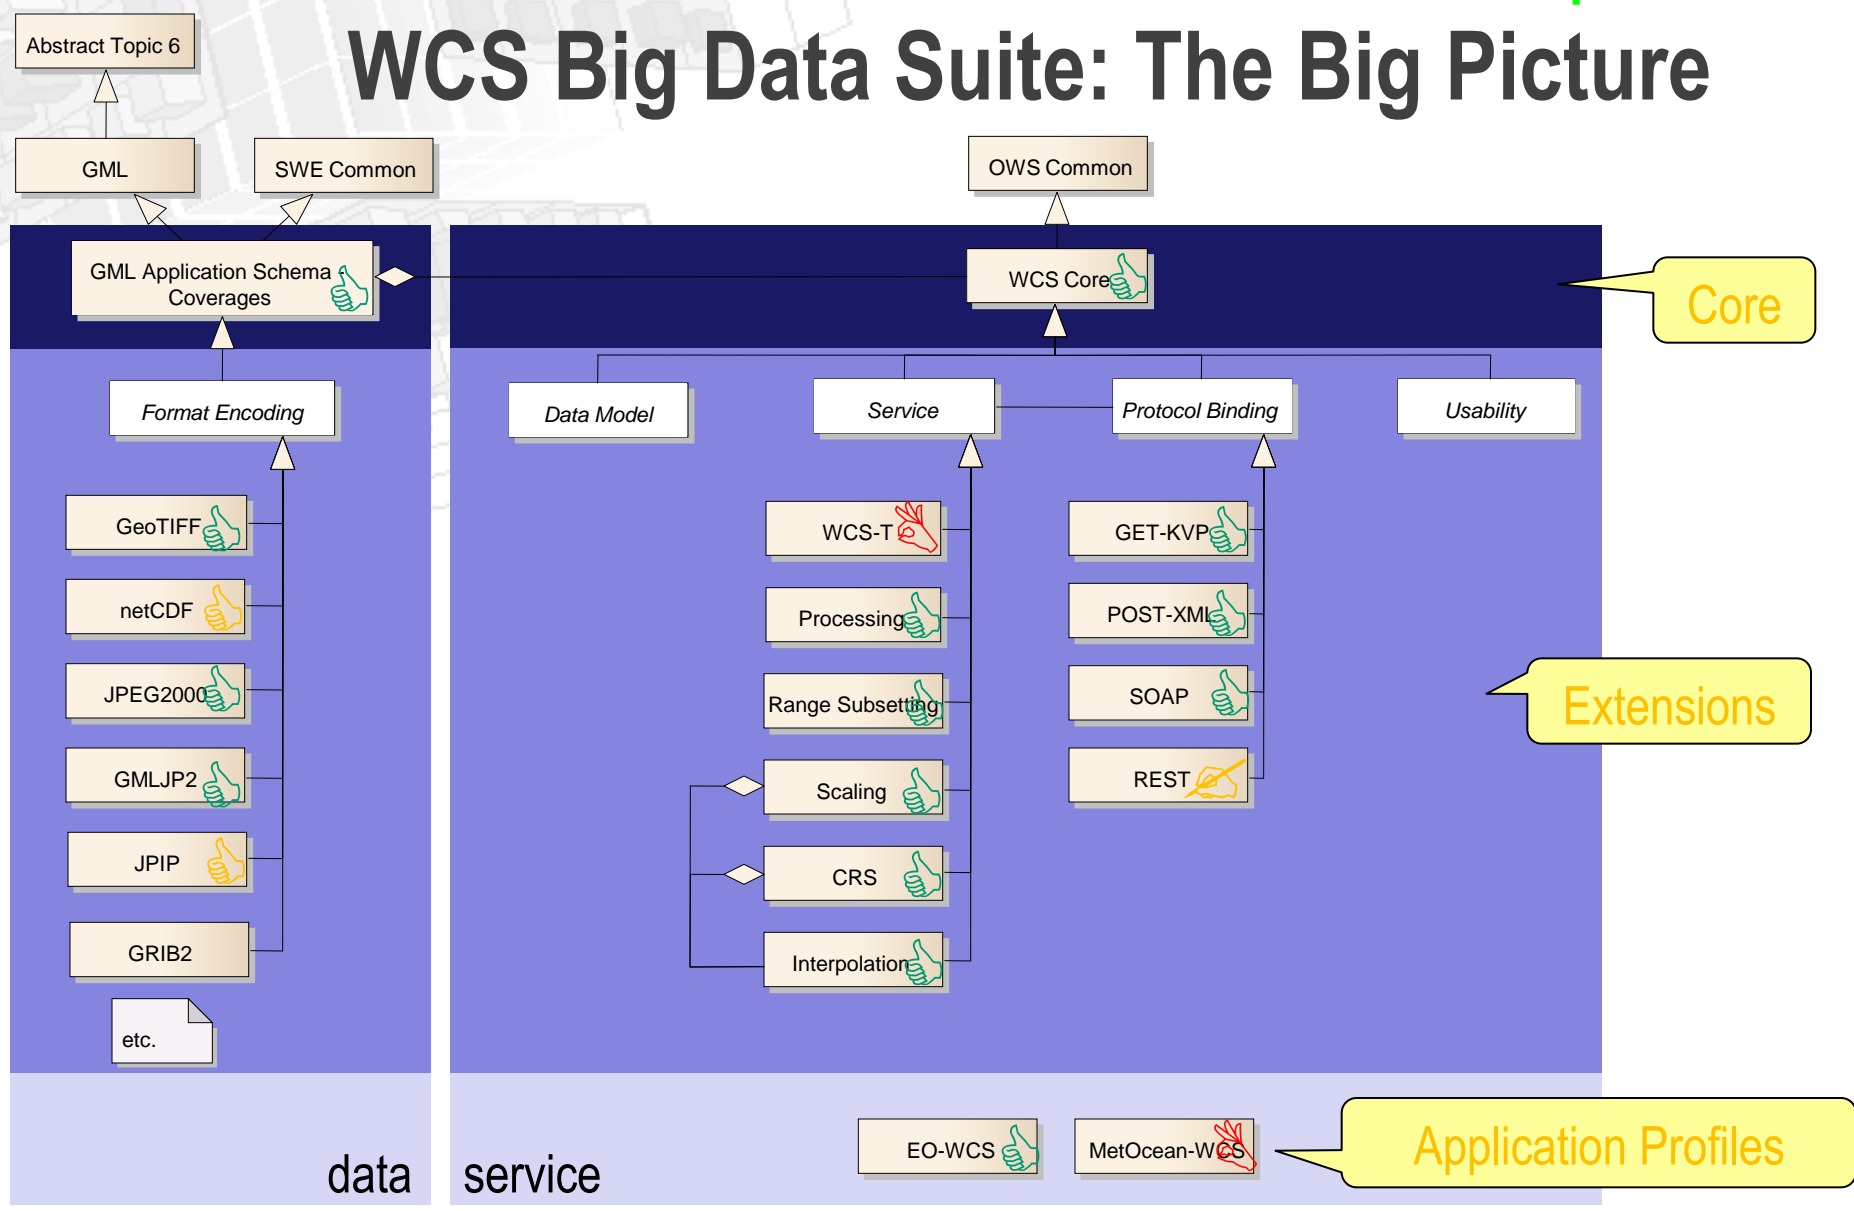 WCS Big Data Suite: The Big Picture
Abstract Topic 6
GML
SWE Common
OWS Common
GML Application Schema -
Coverages
WCS Core
Core
Format Encoding
Data Model
Service
Protocol Binding
Usability
GeoTIFF
netCDF
JPEG2000
GMLJP2
JPIP
GRIB2
etc.
WCS-T
Processing
Range Subsetting
Scaling
CRS
Interpolation
GET-KVP
POST-XML
SOAP
REST
Extensions
data
service
EO-WCS
MetOcean-WCS
Application Profiles